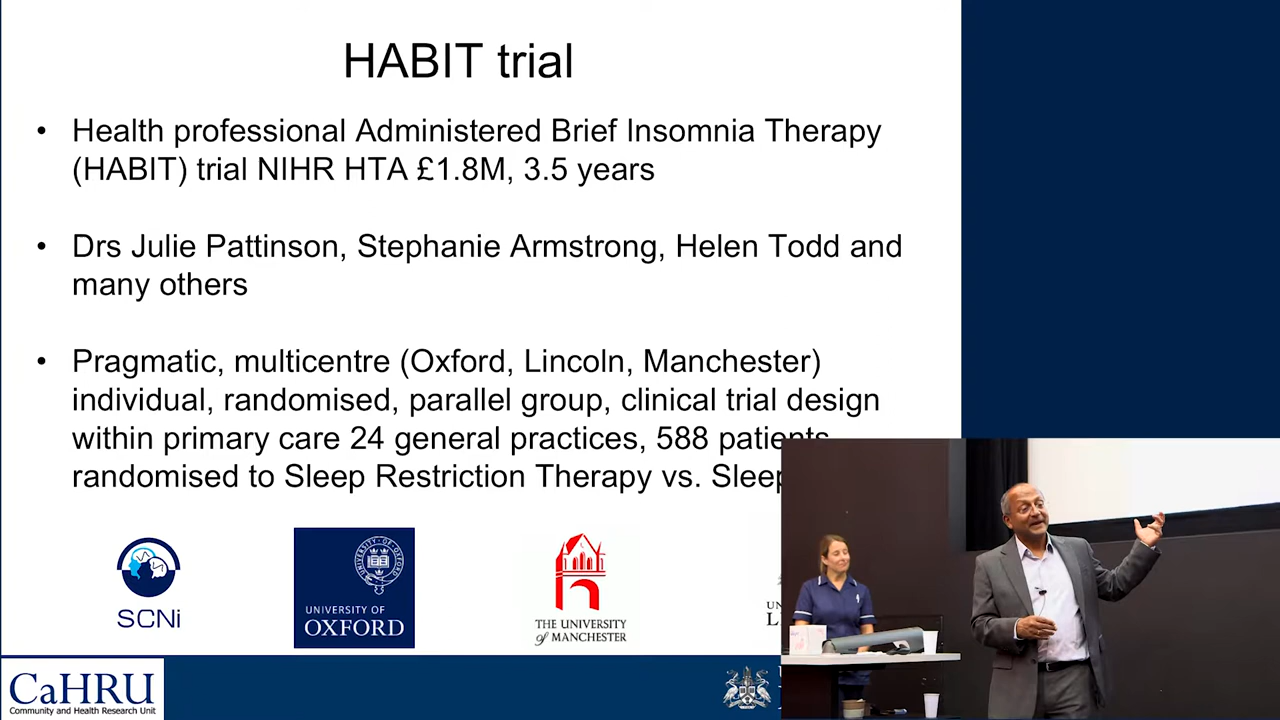 HABIT trial
• Health professional Administered Brief Insomnia Therapy
(HABIT) trial NIHR HTA £1.8M, 3.5 years
• Drs Julie Pattinson, Stephanie Armstrong, Helen Todd and
many others
• Pragmatic, multicentre (Oxford, Lincoln, Manchester)
individual, randomised, parallel group, clinical trial design
within primary care 24 general practices, 588 patients
randomised to Sleep Restriction Therapy vs. Sleep
SCNi
UNIVERSITY OF
OXFORD
THE UNIVERSITY
of MANCHESTER
UN
L
CaHRU
Community and Health Research Unit